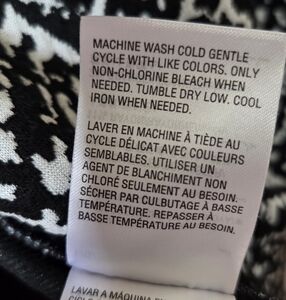 MACHINE WASH COLD GENTLE
CYCLE WITH LIKE COLORS. ONLY
NON-CHLORINE BLEACH WHEN
NEEDED. TUMBLE DRY LOW. COOL
IRON WHEN NEEDED.
LAVER EN MACHINE À TIÈDE AU
CYCLE DÉLICAT AVEC COULEURS
SEMBLABLES. UTILISER UN
AGENT DE BLANCHIMENT NON
CHLORÉ SEULEMENT AU BESOIN.
SÉCHER PAR CULBUTAGE À BASSE
TEMPÉRATURE. REPASSER À
BASSE TEMPÉRATURE AU BESOIN.
LAVAR A MÁQUINA